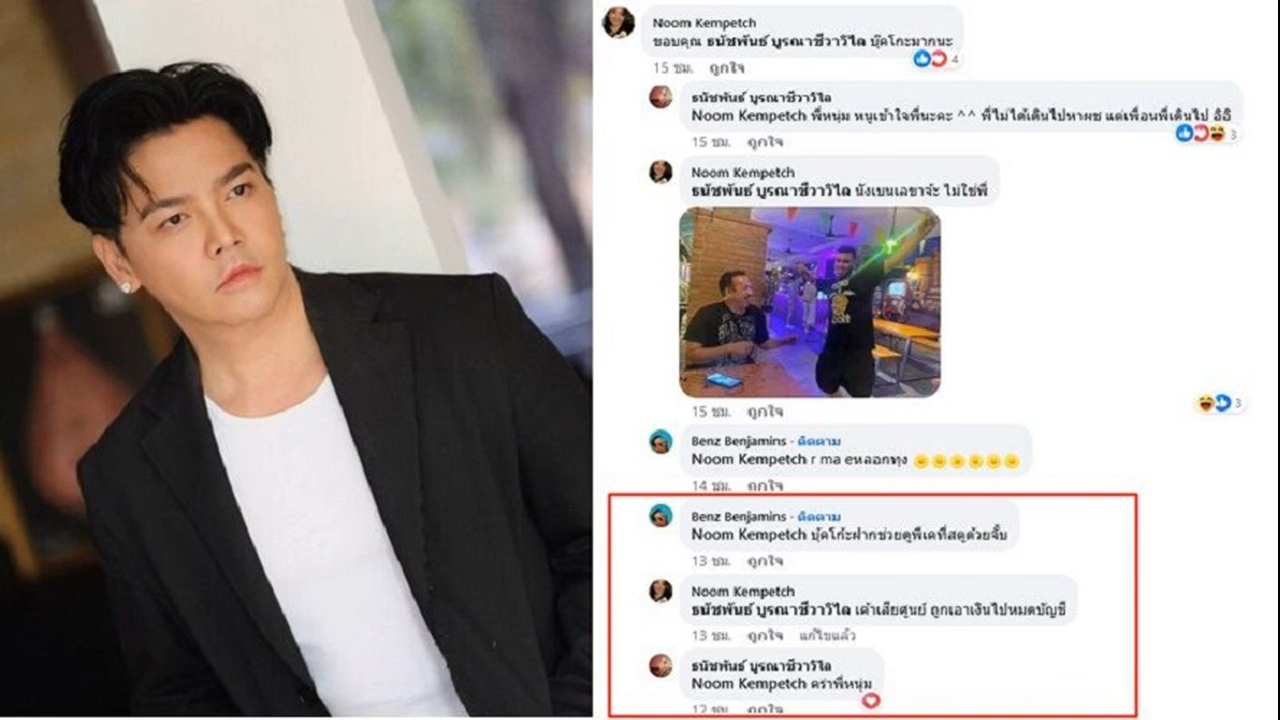 Noom Kempetch
ขอบคุณ ธนัชพันธ์ บูรณาชีวาวิไล บุ๊คโกะมากนะ
15 ชม. ถูกใจ
4
ธนัชพันธ์ บูรณาชีวาวิไล
Noom Kempetch พี่หนุ่ม หนูเข้าใจพี่นะคะ ^^ พี่ไม่ได้เดินไปหาผช แต่เพื่อนพี่เดินไป อิอิ
3
15 ชม. ถูกใจ
Noom Kempetch
ธนัชพันธ์ บูรณาชีวาวิไล นังเบนเลขาจ้ะ ไม่ใช่พี่
15 ชม. ถูกใจ
3
Benz Benjamins - ติดตาม
Noom Kempetch r ma eหลอกทุง
14 ชม. ถูกใจ
Benz Benjamins - ติดตาม
Noom Kempetch บุ๊คโก๊ะฝากช่วยดูพี่เคที่สตูด้วยจิ๊บ
13 ชม. ถูกใจ
Noom Kempetch
ธนัชพันธ์ บูรณาชีวาวิไล เค้าเสียศูนย์ ถูกเอาเงินไปหมดบัญชี
13 ชม. ถูกใจ แก้ไขแล้ว
ธนัชพันธ์ บูรณาชีวาวิไล
Noom Kempetch คร่าพี่หนุ่ม
12 ชม. ถูกใจ